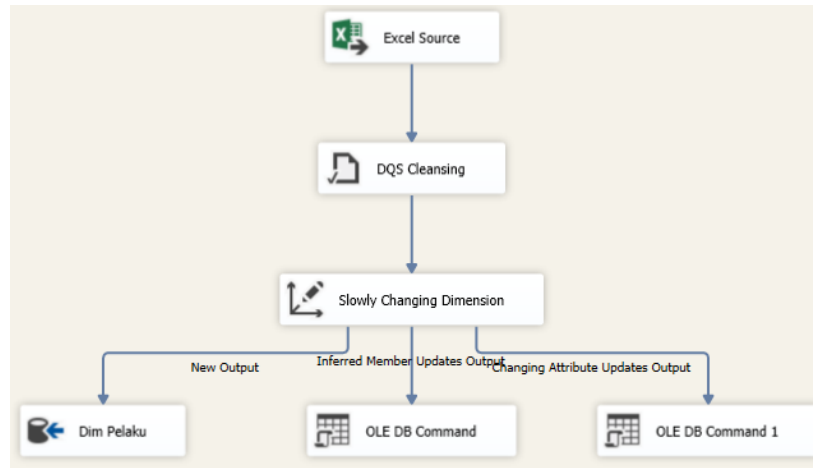 Excel Source
DQS Cleansing
Slowly Changing Dimension
New Output
Inferred Member Updates Output
Changing Attribute Updates Output
Dim Pelaku
OLE DB Command
OLE DB Command 1